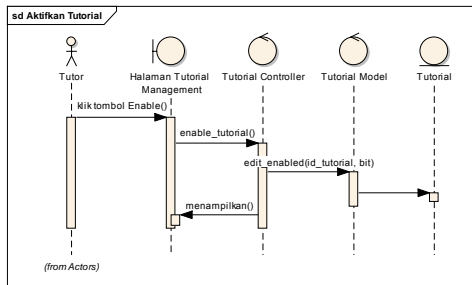 sd Aktifkan Tutorial
Tutor
Halaman Tutorial
Management
Tutorial Controller
Tutorial Model
Tutorial
klik tombol Enable()
enable_tutorial()
edit_enabled(id_tutorial, bit)
menampilkan()
(from Actors)